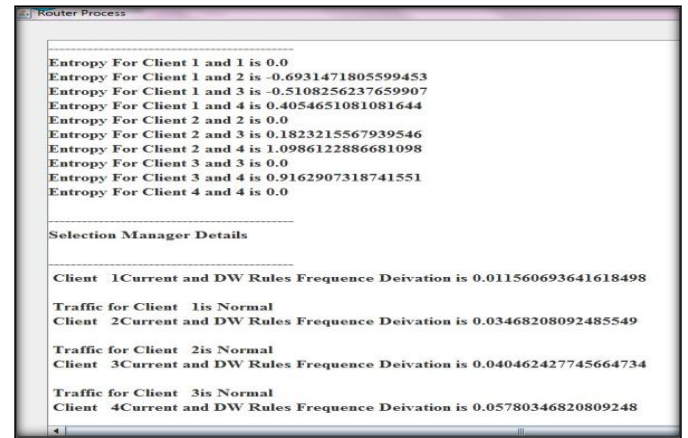 Router Process
Entropy For Client 1 and 1 is 0.0
Entropy For Client 1 and 2 is -0.6931471805599453
Entropy For Client 1 and 3 is -0.5108256237659907
Entropy For Client 1 and 4 is 0.4054651081081644
Entropy For Client 2 and 2 is 0.0
Entropy For Client 2 and 3 is 0.1823215567939546
Entropy For Client 2 and 4 is 1.0986122886681098
Entropy For Client 3 and 3 is 0.0
Entropy For Client 3 and 4 is 0.9162907318741551
Entropy For Client 4 and 4 is 0.0
Selection Manager Details
Client 1Current and DW Rules Frequence Deivation is 0.011560693641618498
Traffic for Client 1is Normal
Client 2Current and DW Rules Frequence Deivation is 0.03468208092485549
Traffic for Client 2is Normal
Client 3Current and DW Rules Frequence Deivation is 0.040462427745664734
Traffic for Client 3is Normal
Client 4Current and DW Rules Frequence Deivation is 0.05780346820809248